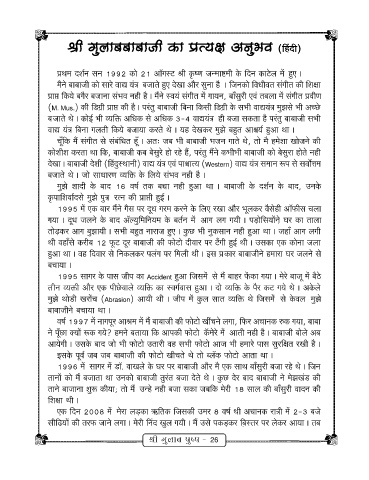 श्री गुलाबबाबाजी का प्रत्यक्ष अनुभव (हिंदी)
प्रथम दर्शन सन 1992 को 21 ऑगस्ट श्री कृष्ण जन्माष्टमी के दिन काटेल में हुए।
मैंने बाबाजी को सारे वाद्य यंत्र बजाते हुए देखा और सुना है । जिनको विधीवत संगीत की शिक्षा
प्राप्त किये बगैर बजाना संभव नही है। मैंने स्वयं संगीत में गायन, बाँसुरी एवं तबला में संगीत प्रवीण
(M. Mus.) की डिग्री प्राप्त की है। परंतु बाबाजी बिना किसी डिग्री के सभी वाद्ययंत्र मुझसे भी अच्छे
बजाते थे। कोई भी व्यक्ति अधिक से अधिक 3-4 वाद्ययंत्र ही बजा सकता है परंतु बाबाजी सभी
वाद्य यंत्र बिना गलती किये बजाया करते थे। यह देखकर मुझे बहुत आश्चर्य हुआ था ।
चूँकि मैं संगीत से संबंधित हूँ । अतः जब भी बाबाजी भजन गाते थे, तो मैं हमेशा खोजने की
कोशीश करता था कि, बाबाजी कब बेसुरे हो रहे हैं, परंतु मैंने कभीभी बाबाजी को बेसुरा होते नही
देखा। बाबाजी देशी (हिंदुस्थानी) वाद्य यंत्र एवं पाश्चात्य (Western) वाद्य यंत्र समान रूप से सर्वोत्तम
बजाते थे । जो साधारण व्यक्ति के लिये सांभव नही है।
मुझे शादी के बाद 16 वर्ष तक बच्चा नही हुआ था । बाबाजी के दर्शन के बाद, उनके
कृपाशिर्वादसे मुझे पुत्र रत्न की प्राप्ती हुई।
1995 में एक बार मैंने गैस पर दूध गरम करने के लिए रखा और भूलकर वैसेही ऑफीस चला
गया । दूध जालने के बाद ॲल्युमिनियम के बर्तन में आग लग गयी। पड़ोसियोंने घर का ताला
तोड़कर आग बुझायी। सभी बहुत नाराज हुए। कुछ भी नुकसान नही हुआ था। जहाँ आग लगी
थी वहाँसे करीब 12 फुट दूर बाबाजी की फोटो दीवार पर टँगी हुई थी। उसका एक कोना जला
हुआ था । वह दिवार से निकलकर पलंग पर मिली थी। इस प्रकार बाबाजीने हमारा घर जलने से
बचाया ।
1995 सागर के पास जीप का Accident हुआ जिसमें से मैं बाहर फेका गया। मेरे बाजू में बैठे
तीन व्यक्ती और एक पीछेवाले व्यक्ति का स्वर्गवास हुआ। दो व्यक्ति के पैर कट गये थे। अकेले
मुझे थोडी खरोंच (Abrasion) आयी थी । जीप में कुल सात व्यक्ति थे जिसमें से केवल मुझे
बाबाजीने बचाया था।
वर्ष 1997 में नागपूर आश्रम में मैं बाबाजी की फोटो खींचने लगा, फिर अचानक रुक गया, बाबा
ने पूँछा क्यों रूक गये? हमने बताया कि आपकी फोटो कॅमेरे में आती नही है । बाबाजी बोले अब
आयेगी। उसके बाद जो भी फोटो उतारी वह सभी फोटो आज भी हमारे पास सुरक्षित रखी है।
इसके पूर्व जब जब बाबाजी की फोटो खींचते थे तो ब्लॅक फोटो आता था ।
1996 में सागर में डॉ. वाखले के घर पर बाबाजी और मै एक साथ बाँसुरी बजा रहे थे । जिन
तानों को मैं बजाता था उनको बाबाजी तुरंत बजा देते थे। कुछ देर बाद बाबाजी ने मेझखंड की
ताने बाजाना शुरू कीया, तो मैं उन्हे नही बजा सका जबकि मेरी 18 साल की बाँसुरी वादन की
शिक्षा थी।
एक दिन 2008 में मेरा लड़का ऋतिक जिसकी उमर 8 वर्ष थी अचानक रात्री में 2-3 बजे
सीढ़ियों की तरफ जाने लगा। मेरी निंद खुल गयी। मैं उसे पकड़कर बिस्तर पर लेकर आया। तब
श्री गुलाब पुष्प - 26